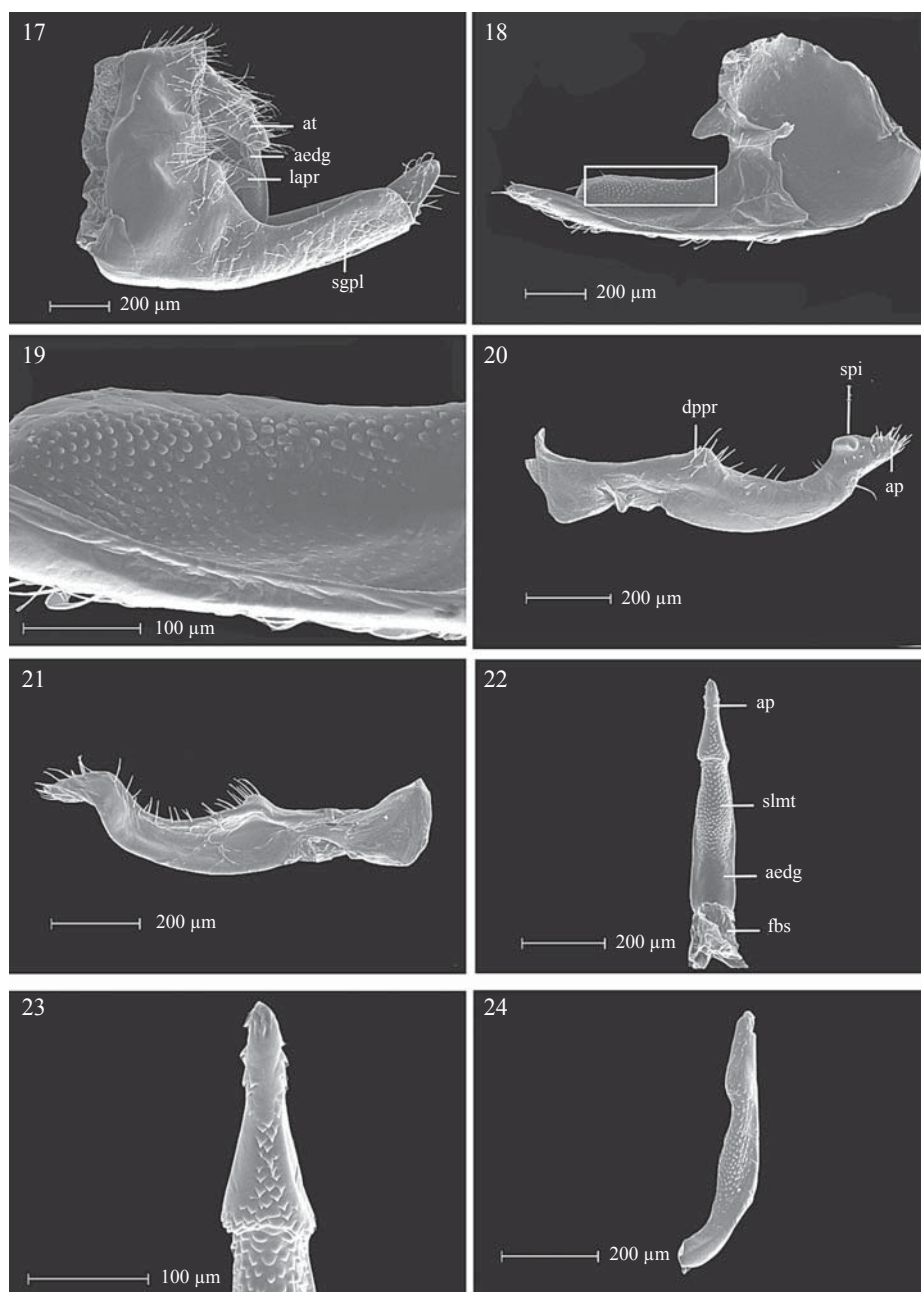 17
at
aedg
lapr
sgpl
200 µm
18
200 µm
19
100 µm
20
spi
dppr
ap
200 µm
21
200 µm
22
ap
slmt
aedg
fbs
200 µm
23
100 µm
24
200 µm